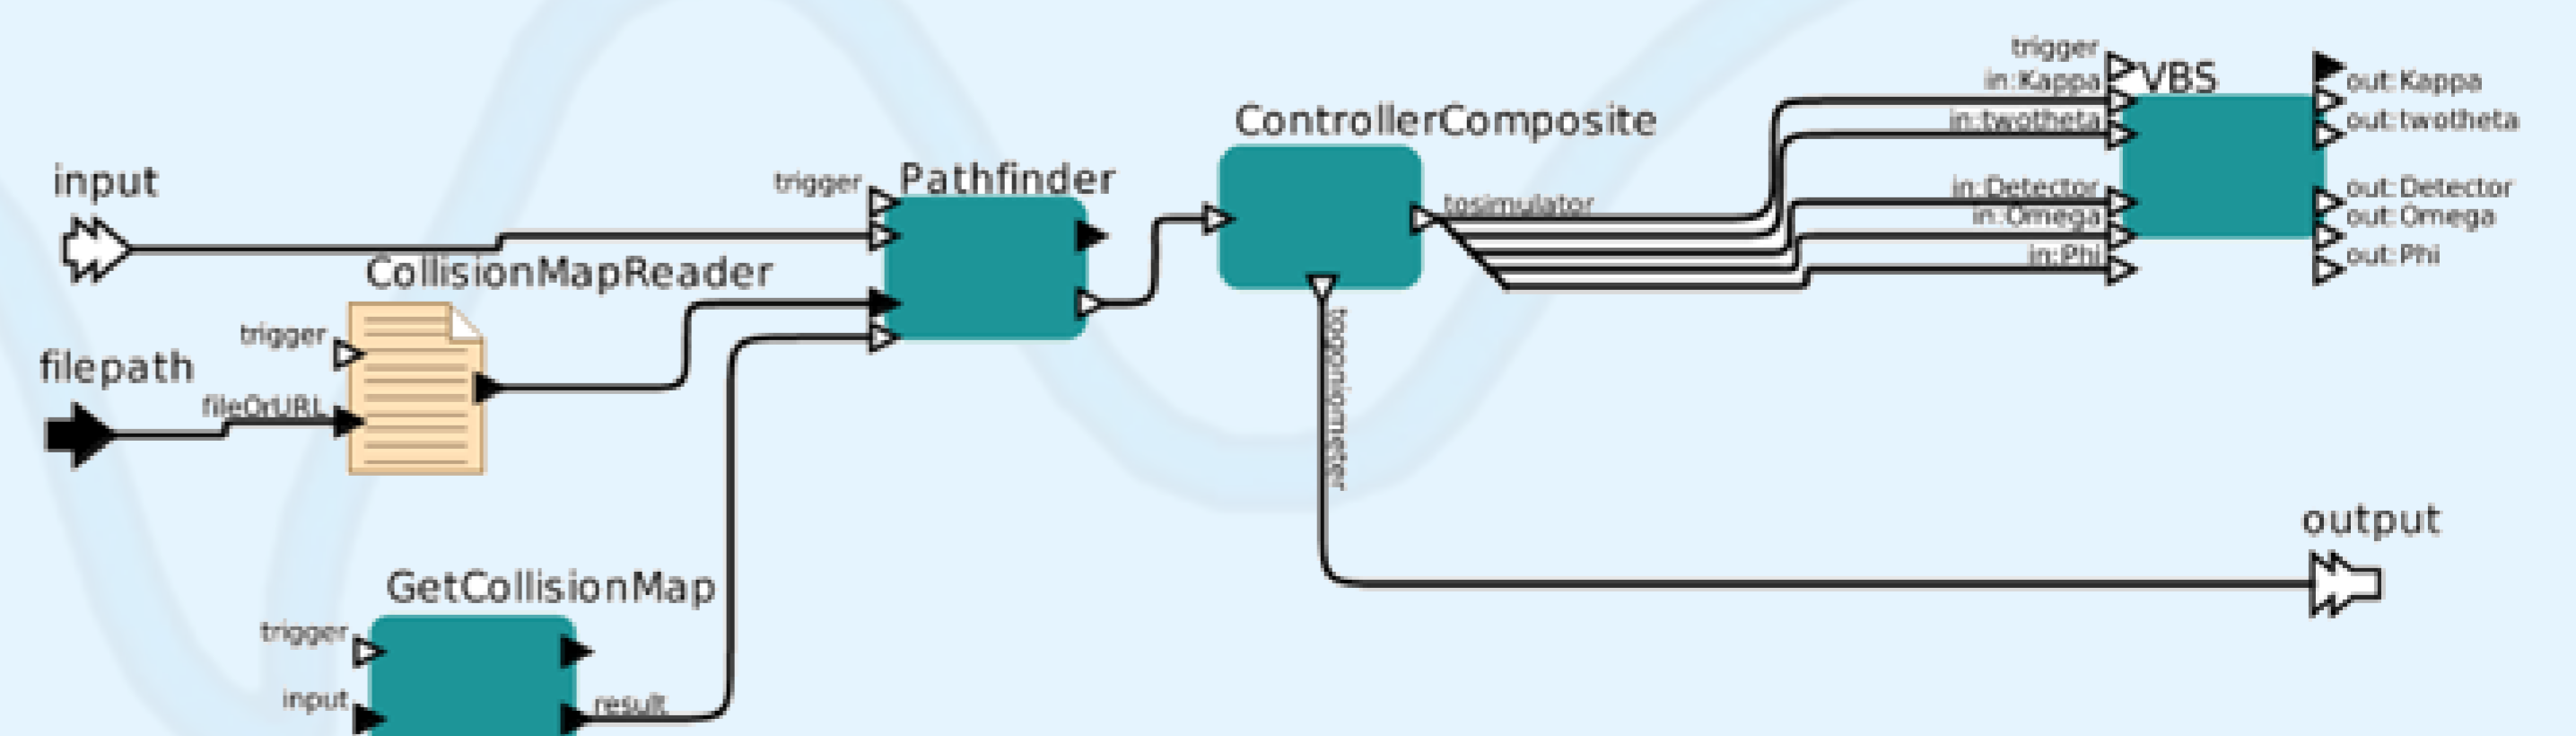 input
filepath
CollisionMapReader
trigger
fileOrURL
GetCollisionMap
trigger
input
result
trigger
Pathfinder
ControllerComposite
tosimulator
togoniometer
trigger
in:Kappa
in:twotheta
in:Detector
in:Omega
in:Phi
VBS
out:Kappa
out:twotheta
out:Detector
out:Omega
out:Phi
output